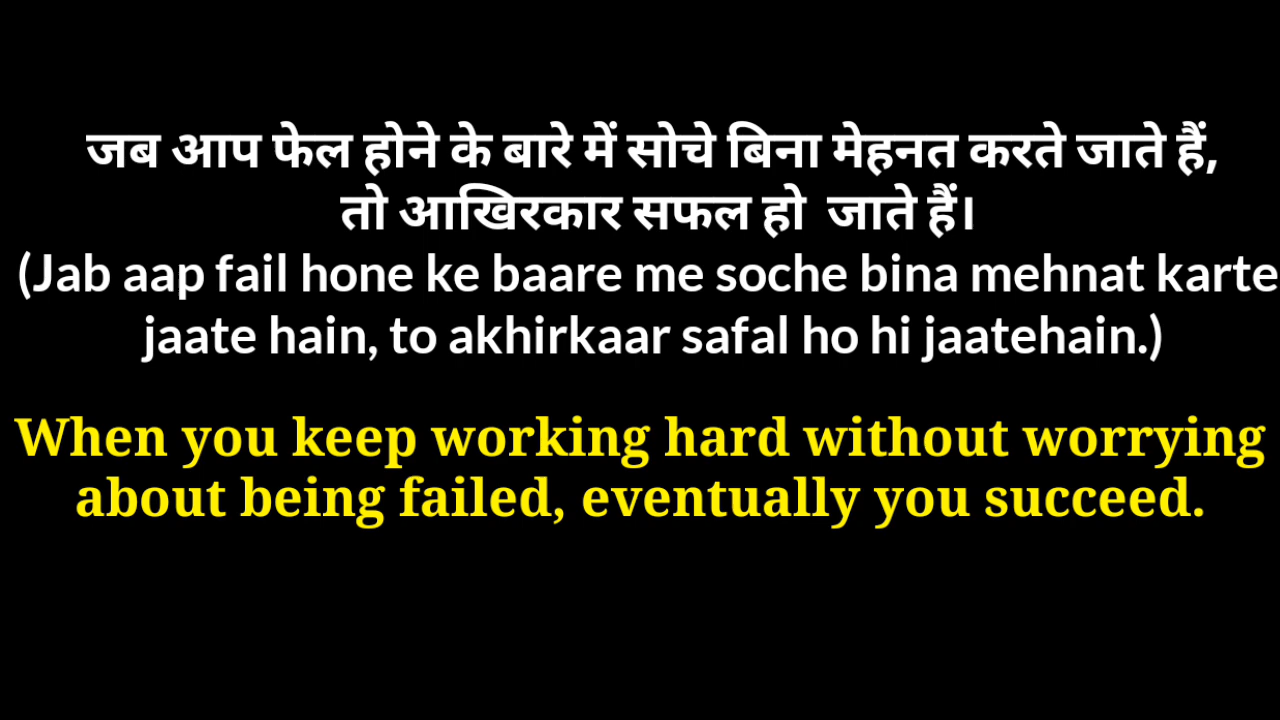 जब आप फेल होने के बारे में सोचे बिना मेहनत करते जाते हैं,
तो आखिरकार सफल हो  जाते हैं।
(Jab aap fail hone ke baare me soche bina mehnat karte
jaate hain, to akhirkaar safal ho hi jaatehain.)
When you keep working hard without worrying
about being failed, eventually you succeed.